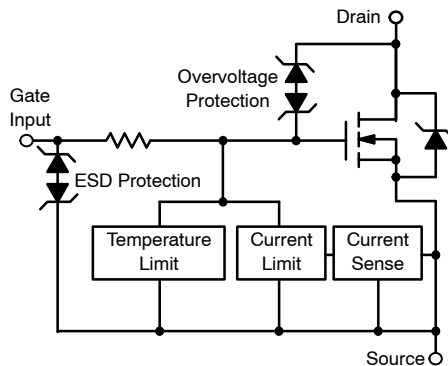 Drain
Overvoltage
Protection
Gate
Input
ESD Protection
Temperature
Limit
Current
Limit
Current
Sense
Source